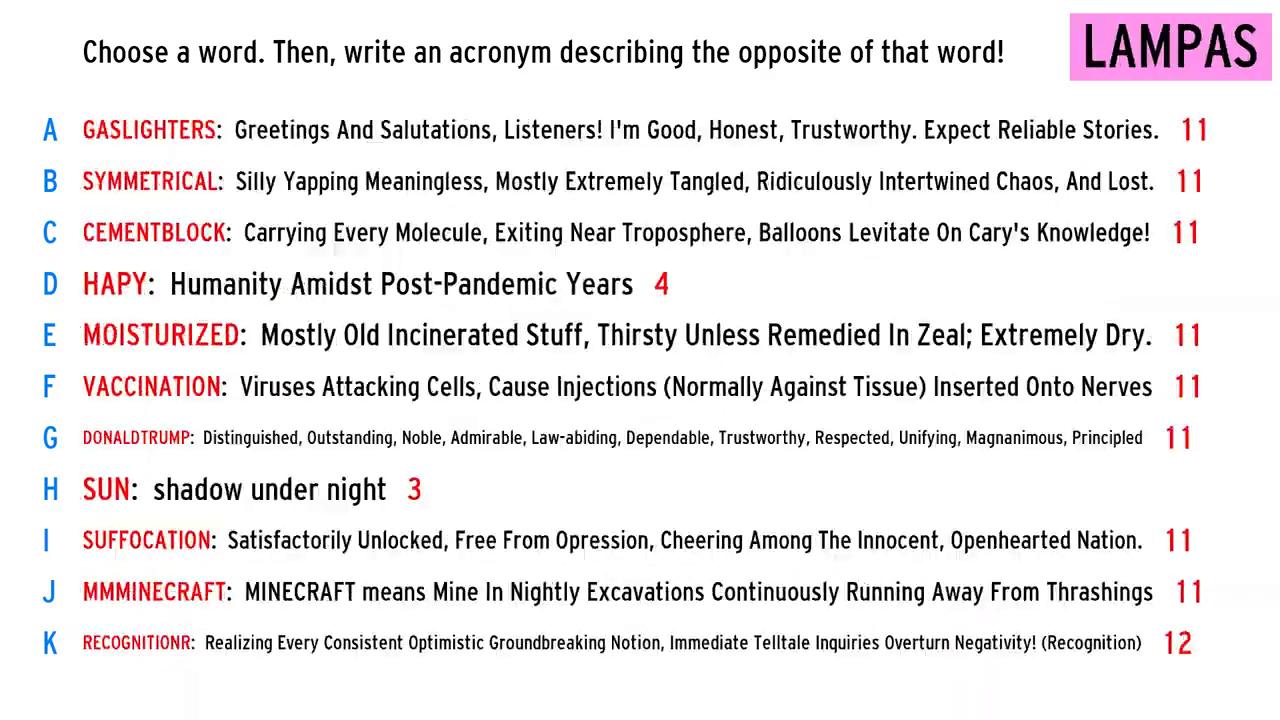 Choose a word. Then, write an acronym describing the opposite of that word!
LAMPAS
A GASLIGHTERS: Greetings And Salutations, Listeners! I'm Good, Honest, Trustworthy. Expect Reliable Stories. 11
B SYMMETRICAL: Silly Yapping Meaningless, Mostly Extremely Tangled, Ridiculously Intertwined Chaos, And Lost. 11
C CEMENTBLOCK: Carrying Every Molecule, Exiting Near Troposphere, Balloons Levitate On Cary's Knowledge! 11
D HAPY: Humanity Amidst Post-Pandemic Years 4
E MOISTURIZED: Mostly Old Incinerated Stuff, Thirsty Unless Remedied In Zeal; Extremely Dry. 11
F VACCINATION: Viruses Attacking Cells, Cause Injections (Normally Against Tissue) Inserted Onto Nerves 11
G DONALDTRUMP: Distinguished, Outstanding, Noble, Admirable, Law-abiding, Dependable, Trustworthy, Respected, Unifying, Magnanimous, Principled 11
H SUN: shadow under night 3
I SUFFOCATION: Satisfactorily Unlocked, Free From Opression, Cheering Among The Innocent, Openhearted Nation. 11
J MMMINECRAFT: MINECRAFT means Mine In Nightly Excavations Continuously Running Away From Thrashings 11
K RECOGNITIONR: Realizing Every Consistent Optimistic Groundbreaking Notion, Immediate Telltale Inquiries Overturn Negativity! (Recognition) 12